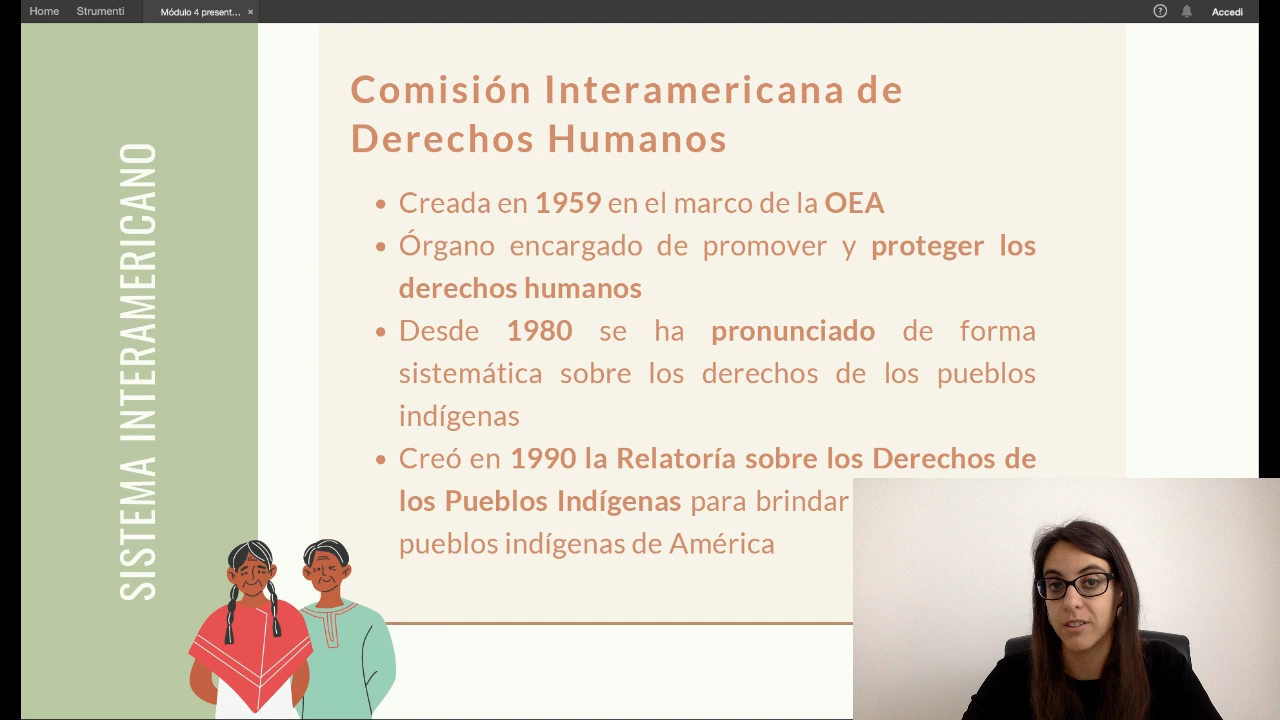 Home Strumenti Módulo 4 present... × ? Accedi
SISTEMA INTERAMERICANO
Comisión Interamericana de
Derechos Humanos
• Creada en 1959 en el marco de la OEA
• Órgano encargado de promover y proteger los
derechos humanos
• Desde 1980 se ha pronunciado de forma
sistemática sobre los derechos de los pueblos
indígenas
• Creó en 1990 la Relatoría sobre los Derechos de
los Pueblos Indígenas para brindar
pueblos indígenas de América